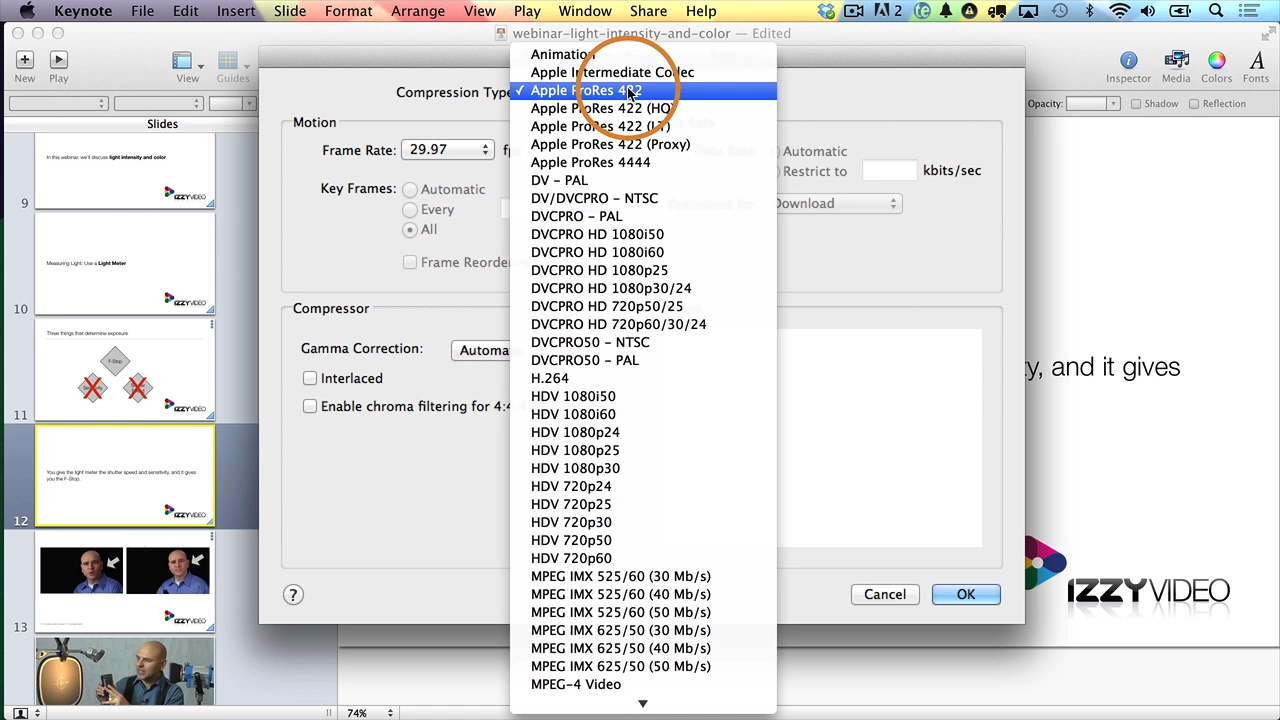 Keynote File Edit Insert Slide Format Arrange View Play Window Share Help
2
webinar-light-intensity-and-color — Edited
New Play View Guides Inspector Media Colors Fonts
Opacity: Shadow Reflection
Slides
In this webinar, we'll discuss light intensity and color.
IZZYVIDEO
9
Measuring Light: Use a Light Meter
IZZYVIDEO
10
Three things that determine exposure
F-Stop
IZZYVIDEO
11
You give the light meter the shutter speed and sensitivity, and it gives
you the F-Stop.
IZZYVIDEO
12
IZZYVIDEO
13
Compression Type
Motion
Frame Rate: 29.97
Key Frames: Automatic
Every
All
Frame Reorde
Automatic
Restrict to kbits/sec
Download
Compressor
Gamma Correction: Automa
Interlaced
Enable chroma filtering for 4:4
? Cancel OK
Animation
Apple Intermediate Codec
✓ Apple ProRes 422
Apple ProRes 422 (HQ)
Apple ProRes 422 (LT)
Apple ProRes 422 (Proxy)
Apple ProRes 4444
DV – PAL
DV/DVCPRO – NTSC
DVCPRO – PAL
DVCPRO HD 1080i50
DVCPRO HD 1080i60
DVCPRO HD 1080p25
DVCPRO HD 1080p30/24
DVCPRO HD 720p50/25
DVCPRO HD 720p60/30/24
DVCPRO50 – NTSC
DVCPRO50 – PAL
H.264
HDV 1080i50
HDV 1080i60
HDV 1080p24
HDV 1080p25
HDV 1080p30
HDV 720p24
HDV 720p25
HDV 720p30
HDV 720p50
HDV 720p60
MPEG IMX 525/60 (30 Mb/s)
MPEG IMX 525/60 (40 Mb/s)
MPEG IMX 525/60 (50 Mb/s)
MPEG IMX 625/50 (30 Mb/s)
MPEG IMX 625/50 (40 Mb/s)
MPEG IMX 625/50 (50 Mb/s)
MPEG-4 Video
y, and it gives
IZZYVIDEO
74%